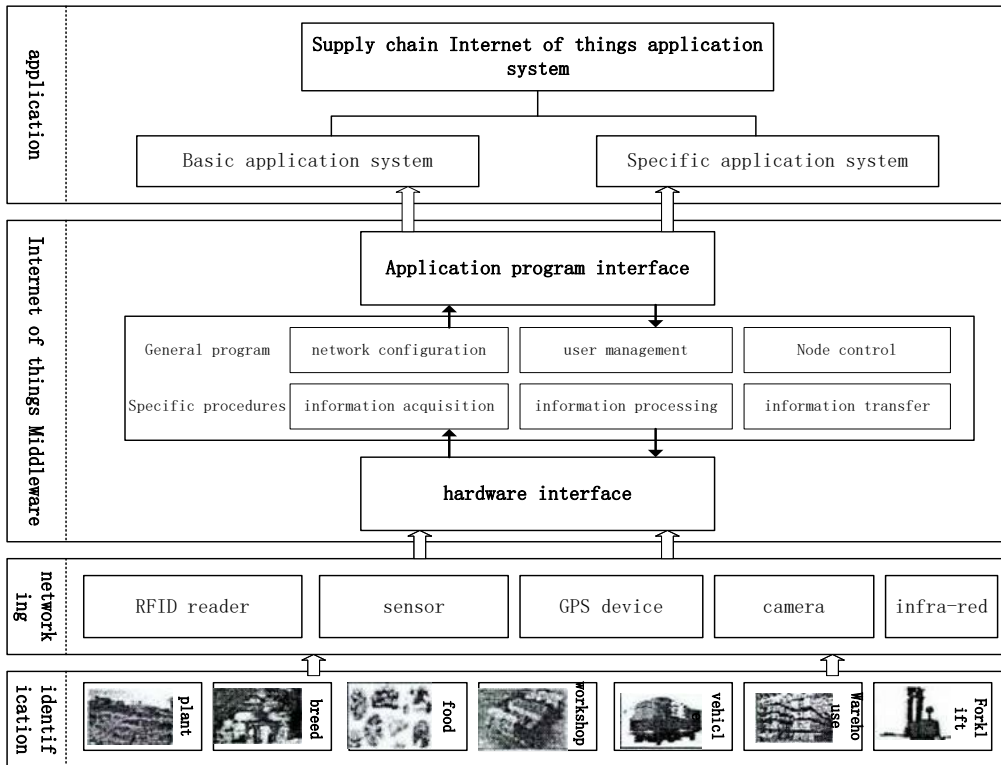 application
Supply chain Internet of things application
system
Basic application system
Specific application system
Internet of things Middleware
Application program interface
General program
network configuration
user management
Node control
Specific procedures
information acquisition
information processing
information transfer
hardware interface
network
ing
RFID reader
sensor
GPS device
camera
infra-red
identif
ication
plant
breed
food
workshop
vehicl
e
Wareho
use
Forkl
ift